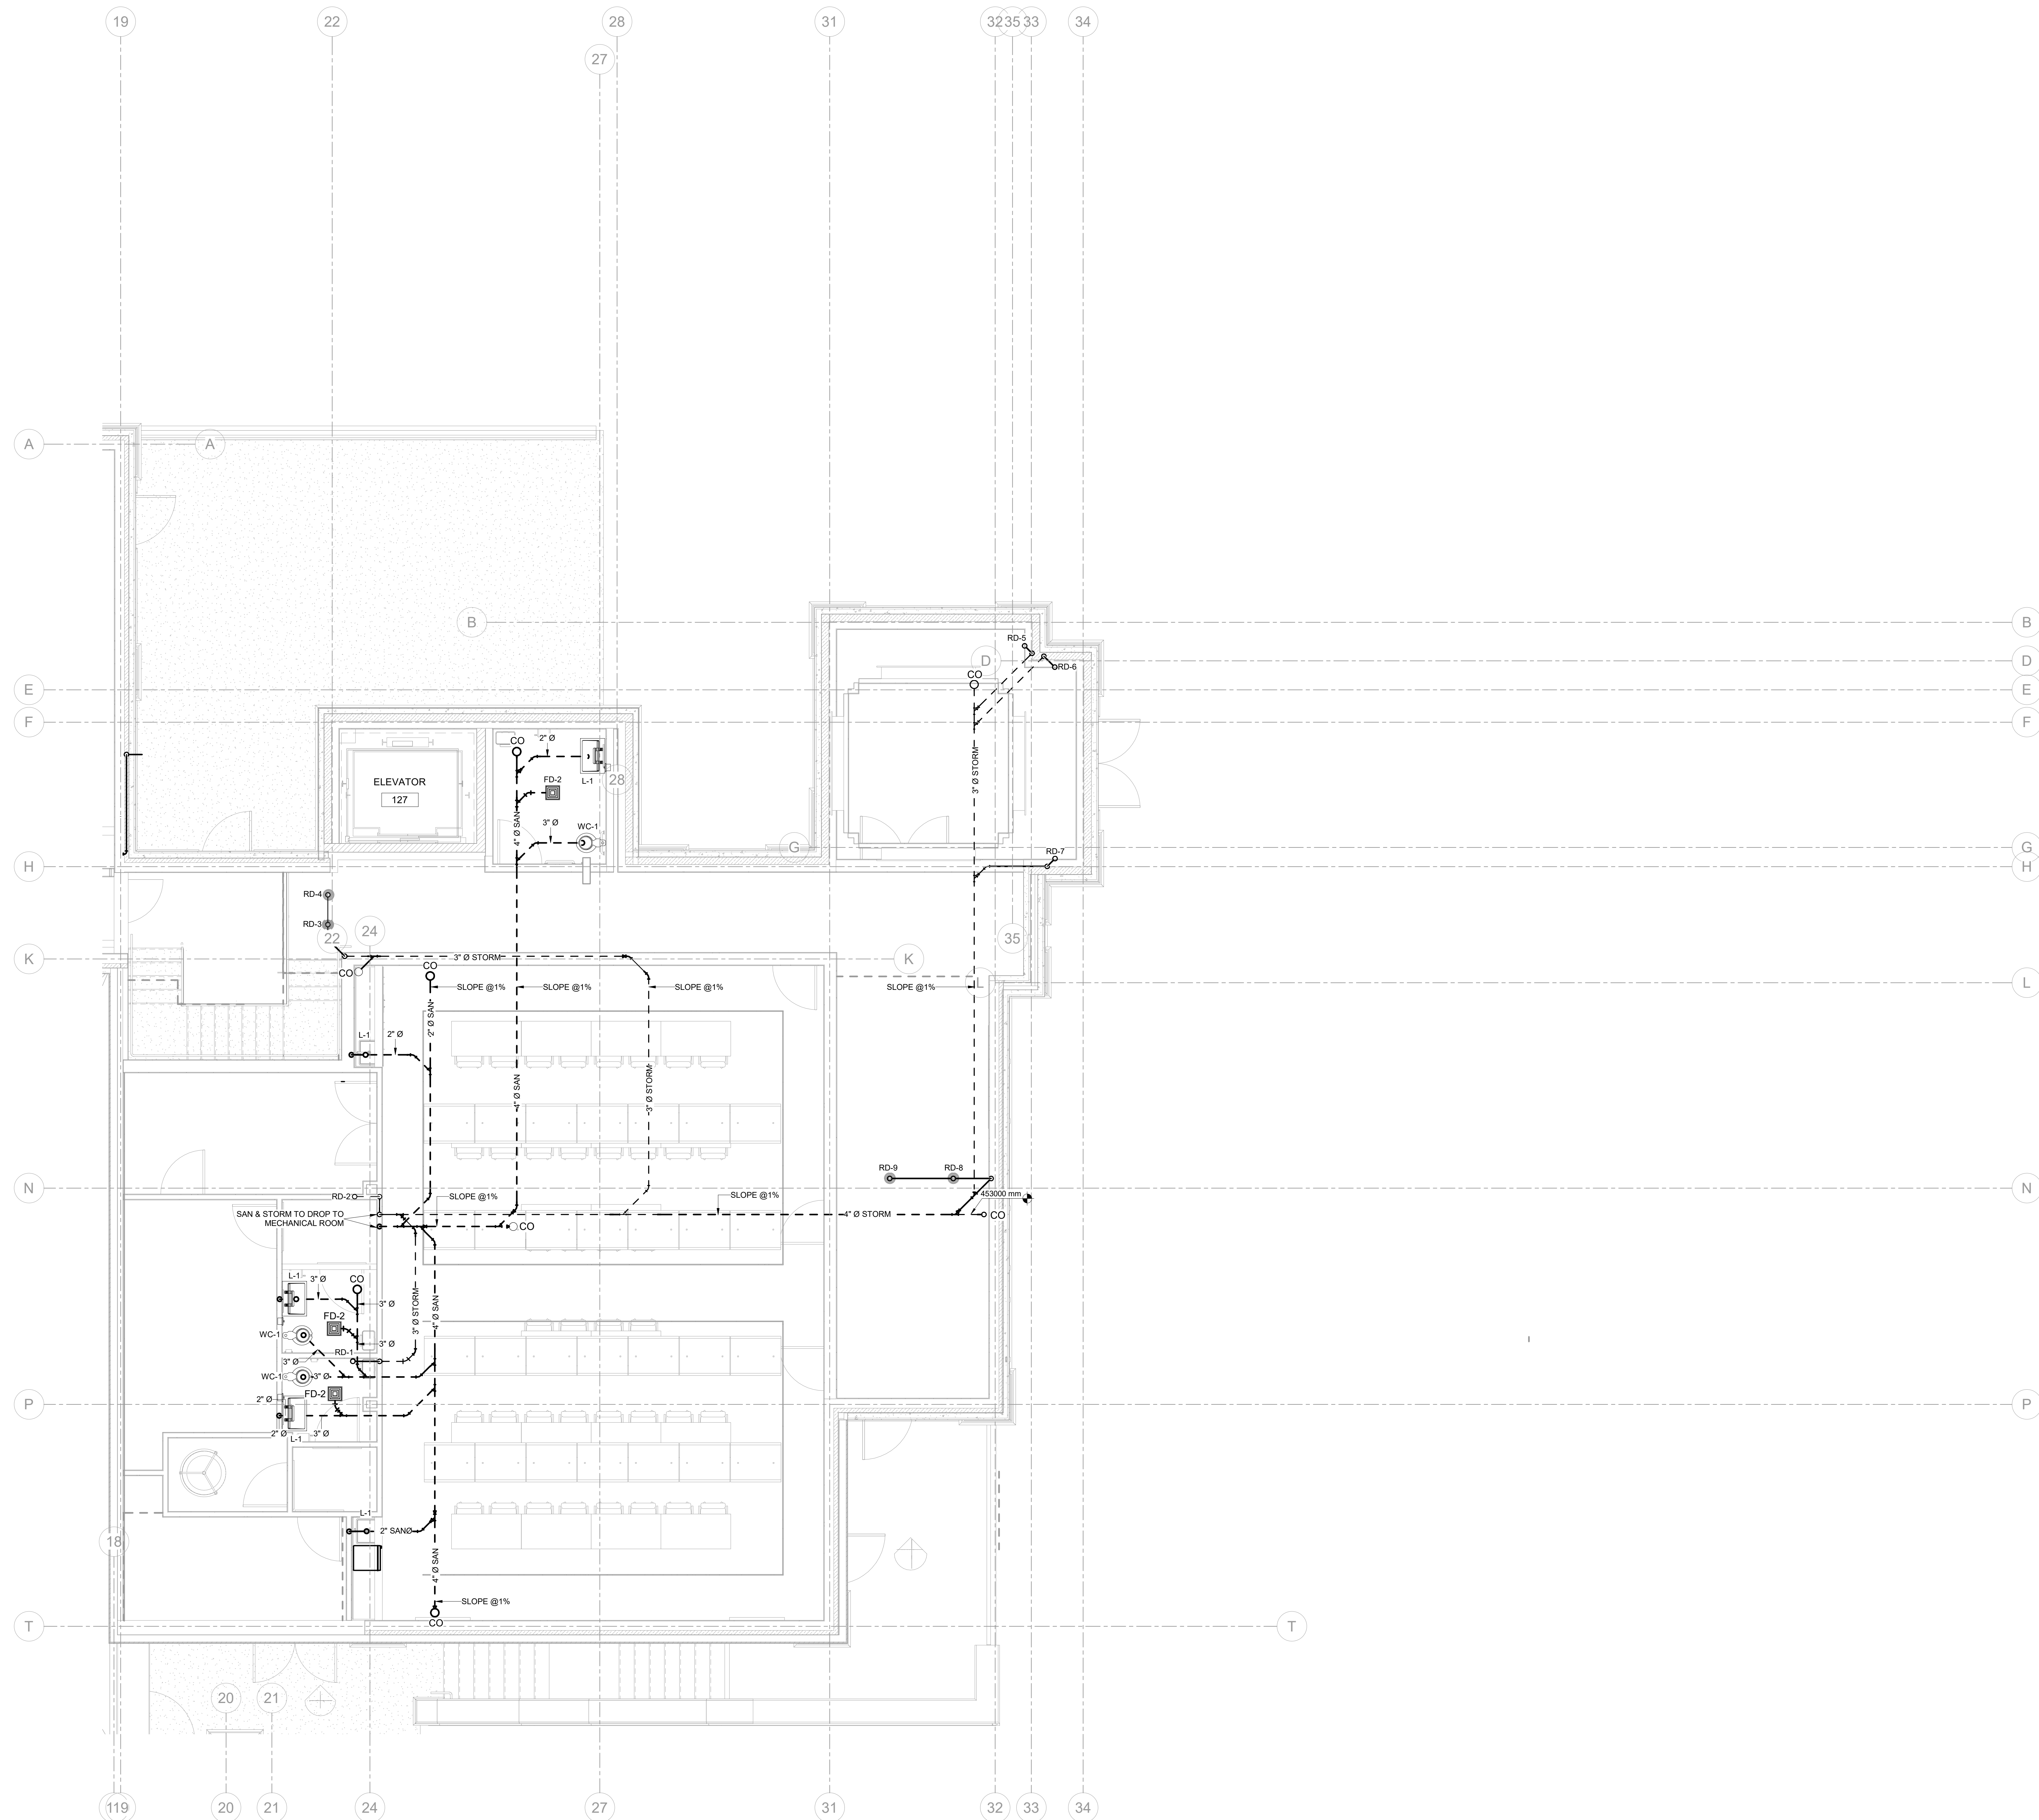 19
22
28
31
32
35
33
34
27
A
A
B
B
RD-5
D
RD-6
D
CO
E
E
F
F
CO
2" Ø
L-1
28
ELEVATOR
127
FD-2
3" Ø STORM
4" Ø SAN
3" Ø
WC-1
G
G
RD-7
H
H
RD-4
RD-3
22
24
35
K
3" Ø STORM
K
CO
CO
L
L
SLOPE @1%
SLOPE @1%
SLOPE @1%
SLOPE @1%
2" Ø SAN
L-1
2" Ø
4" Ø SAN
3" Ø STORM
RD-9
RD-8
N
N
RD-2
SLOPE @1%
SLOPE @1%
453000 mm
SAN & STORM TO DROP TO
MECHANICAL ROOM
4" Ø STORM
CO
CO
L-1
3" Ø
CO
3" Ø
FD-2
3" Ø STORM
4" Ø SAN
WC-1
3" Ø
RD-1
3" Ø
WC-1
3" Ø
FD-2
2" Ø
P
P
2" Ø
3" Ø
L-1
L-1
2" SANØ
18
4" Ø SAN
SLOPE @1%
CO
T
T
20
21
119
20
21
24
27
31
32
33
34